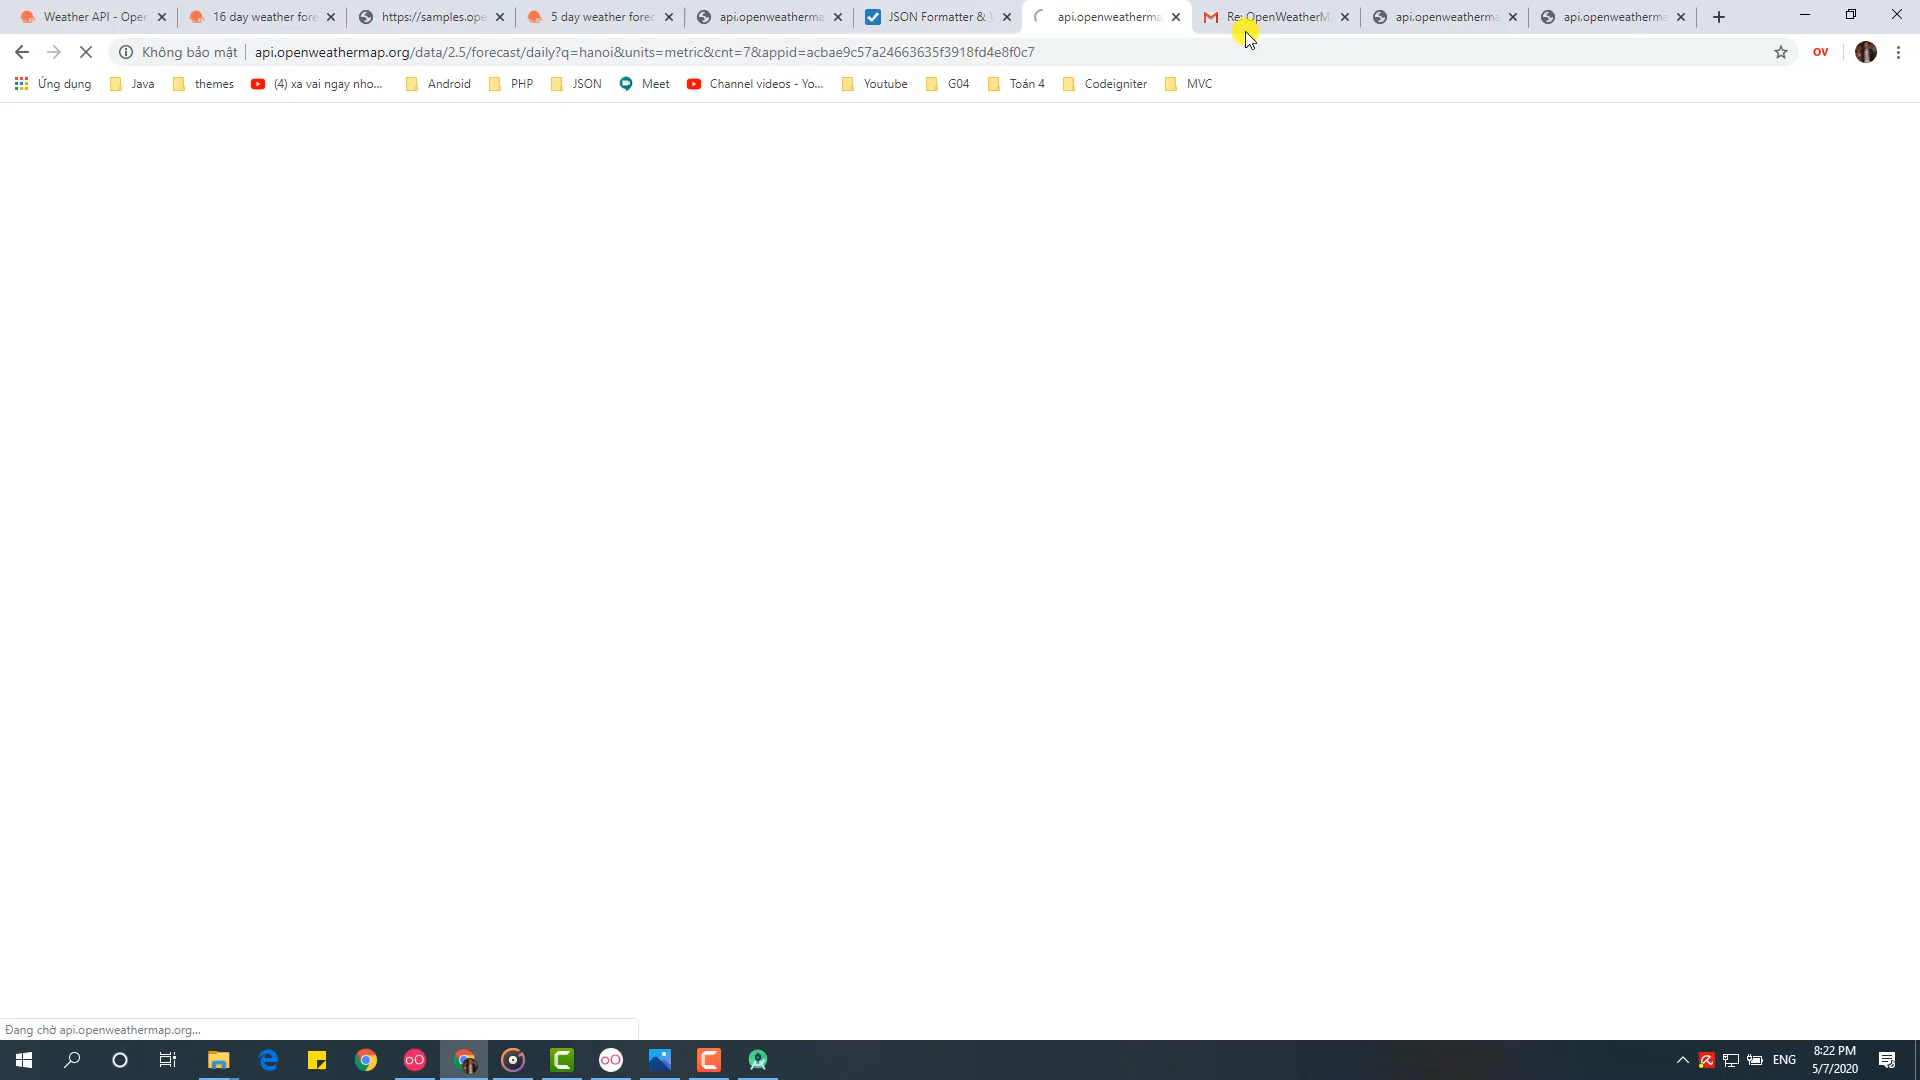 Weather API - Oper
16 day weather fore
https://samples.ope
5 day weather forec
api.openweatherma
JSON Formatter & V
api.openweatherma
Re: OpenWeatherM
api.openweatherma
api.openweatherma
Không bảo mật
api.openweathermap.org/data/2.5/forecast/daily?q=hanoi&units=metric&cnt=7&appid=acbae9c57a24663635f3918fd4e8f0c7
OV
Ứng dụng
Java
themes
(4) xa vai ngay nho...
Android
PHP
JSON
Meet
Channel videos - Yo...
Youtube
G04
Toán 4
Codeigniter
MVC
Đang chờ api.openweathermap.org...
ENG
8:22 PM
5/7/2020